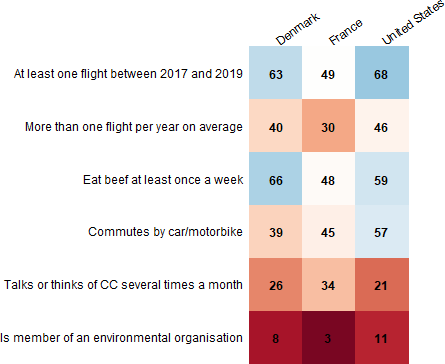 Denmark France United States
At least one flight between 2017 and 2019 63 49 68
More than one flight per year on average 40 30 46
Eat beef at least once a week 66 48 59
Commutes by car/motorbike 39 45 57
Talks or thinks of CC several times a month 26 34 21
Is member of an environmental organisation 8 3 11